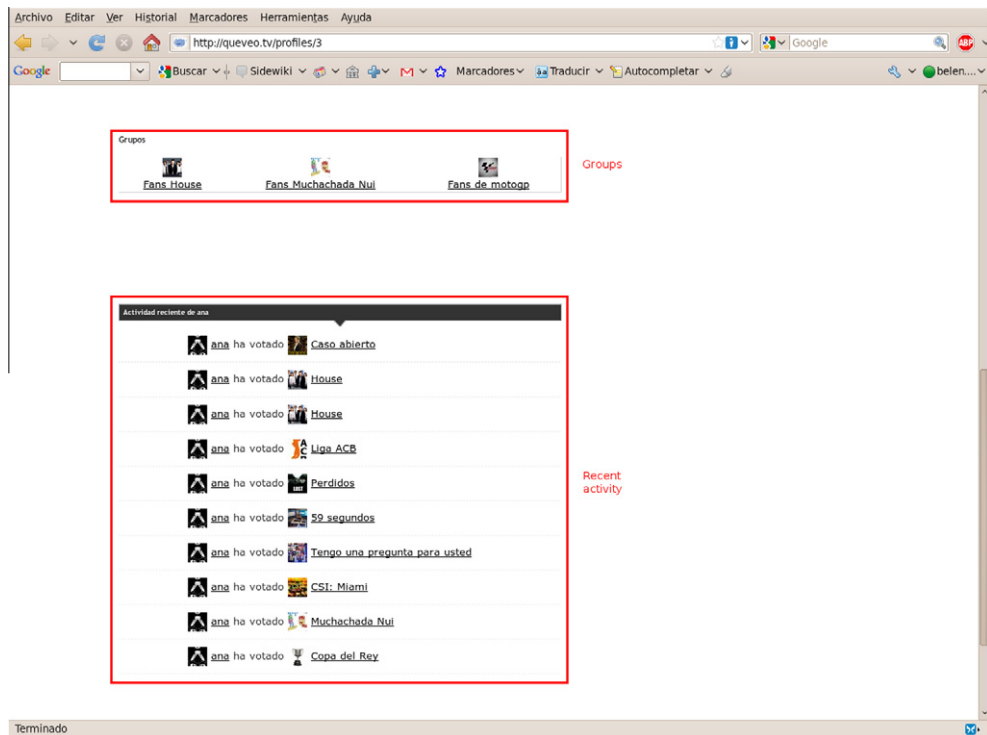 Archivo Editar Ver Historial Marcadores Herramientas Ayuda
http://queveo.tv/profiles/3
Google
ABP
Google
Buscar
Sidewiki
Marcadores
Traducir
Autocompletar
belen....
Grupos
Groups
Fans House
Fans Muchachada Nui
Fans de motogp
Actividad reciente de ana
ana ha votado Caso abierto
ana ha votado House
ana ha votado House
ana ha votado Liga ACB
ana ha votado Perdidos
Recent
activity
ana ha votado 59 segundos
ana ha votado Tengo una pregunta para usted
ana ha votado CSI: Miami
ana ha votado Muchachada Nui
ana ha votado Copa del Rey
Terminado